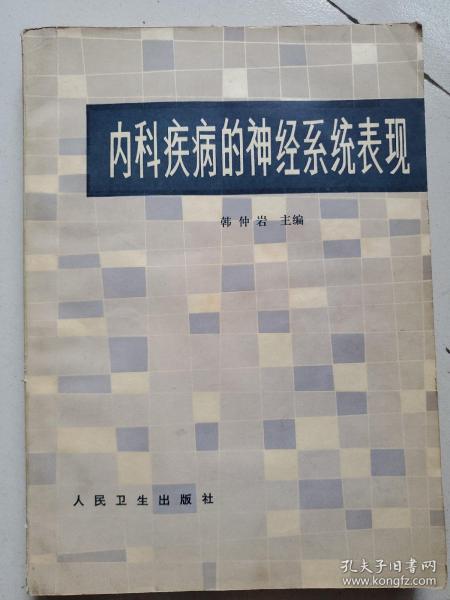 内科疾病的神经系统表现
韩仲岩 主编
人民卫生出版社
孔夫子旧书网
www.kongfz.com